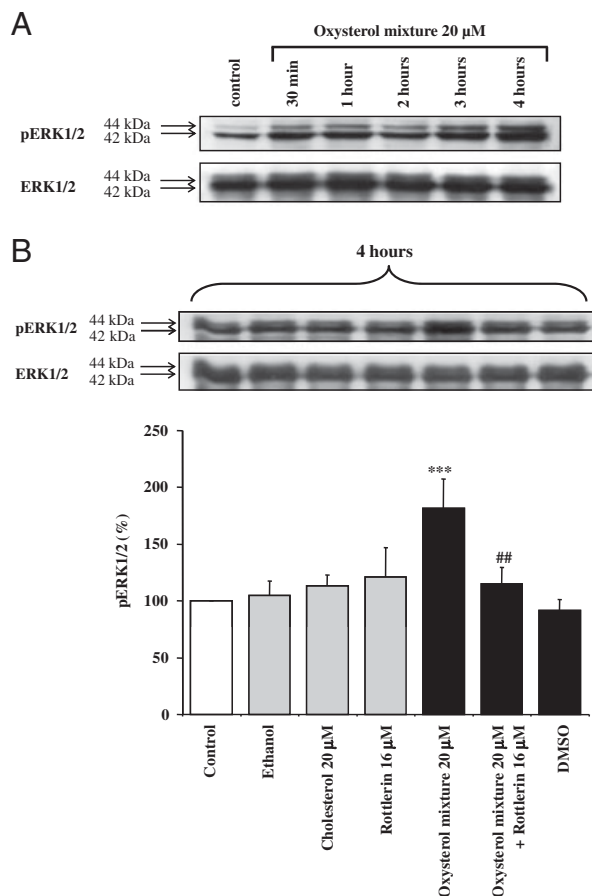 A
Oxysterol mixture 20 µM
control
30 min
1 hour
2 hours
3 hours
4 hours
pERK1/2
44 kDa
42 kDa
ERK1/2
44 kDa
42 kDa
B
4 hours
pERK1/2
44 kDa
42 kDa
ERK1/2
44 kDa
42 kDa
pERK1/2 (%)
250
200
150
100
50
0
***
##
Control
Ethanol
Cholesterol 20 µM
Rottlerin 16 µM
Oxysterol mixture 20 µM
Oxysterol mixture 20 µM
+ Rottlerin 16 µM
DMSO